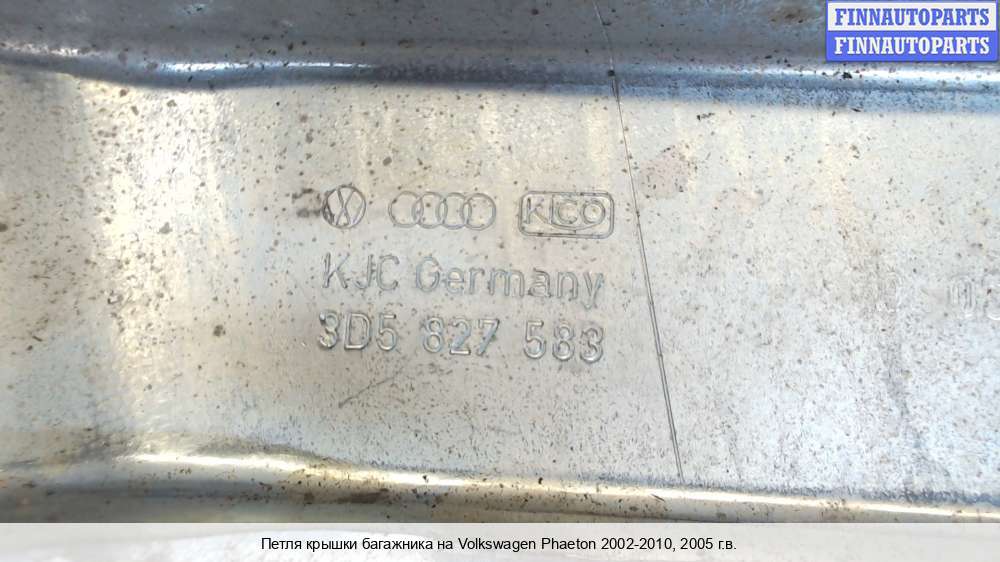 FINNAUTOPARTS
FINNAUTOPARTS
KICO
KJC Germany
3D5 827 583
Петля крышки багажника на Volkswagen Phaeton 2002-2010, 2005 г.в.